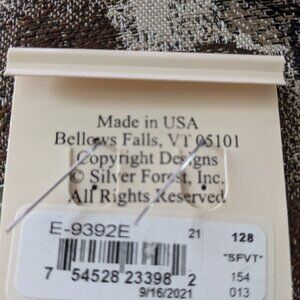 Made in USA
Bellows Falls, VT 05101
Copyright Designs
© Silver Forest, Inc.
All Rights Reserved
E-9392E 21 128
"SFVT"
7 54528 23398 2 154
9/16/2021 013